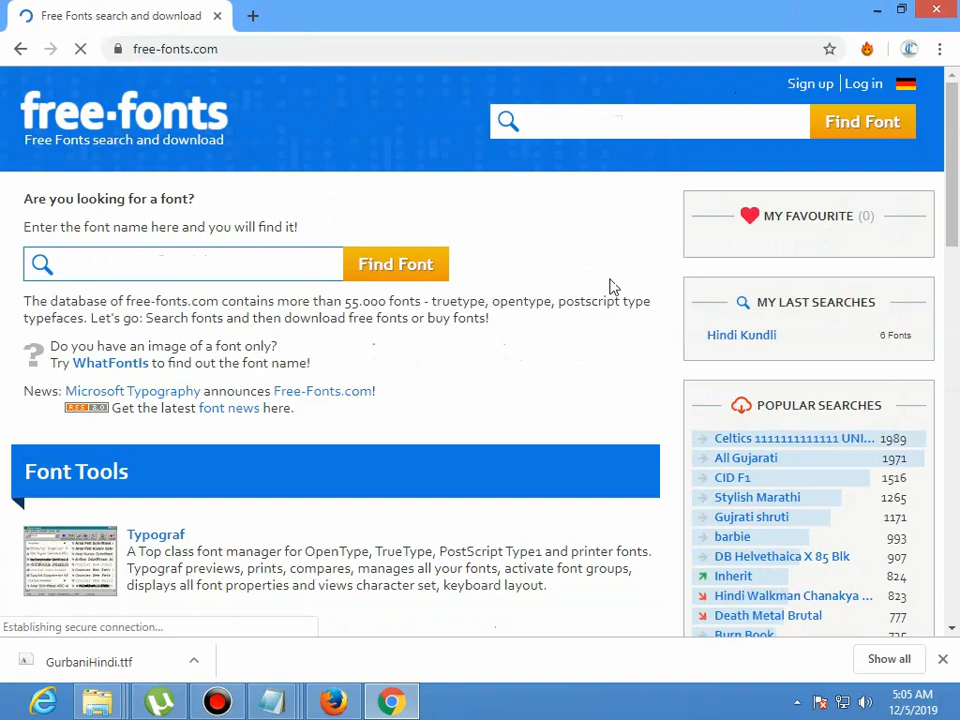 Free Fonts search and download
free-fonts.com
Sign up | Log in
free-fonts
Free Fonts search and download
Find Font
Are you looking for a font?
Enter the font name here and you will find it!
Find Font
The database of free-fonts.com contains more than 55.000 fonts - truetype, opentype, postscript type
typefaces. Let's go: Search fonts and then download free fonts or buy fonts!
Do you have an image of a font only?
Try WhatFontIs to find out the font name!
News: Microsoft Typography announces Free-Fonts.com!
RSS 2.0 Get the latest font news here.
Font Tools
Typograf
A Top class font manager for OpenType, TrueType, PostScript Type1 and printer fonts.
Typograf previews, prints, compares, manages all your fonts, activate font groups,
displays all font properties and views character set, keyboard layout.
MY FAVOURITE (0)
MY LAST SEARCHES
Hindi Kundli 6 Fonts
POPULAR SEARCHES
Celtics 1111111111111 UNI... 1989
All Gujarati 1971
CID F1 1516
Stylish Marathi 1265
Gujrati shruti 1171
barbie 993
DB Helvethaica X 85 Blk 907
Inherit 824
Hindi Walkman Chanakya ... 823
Death Metal Brutal 777
Burn Book
Establishing secure connection...
GurbaniHindi.ttf
Show all
5:05 AM
12/5/2019